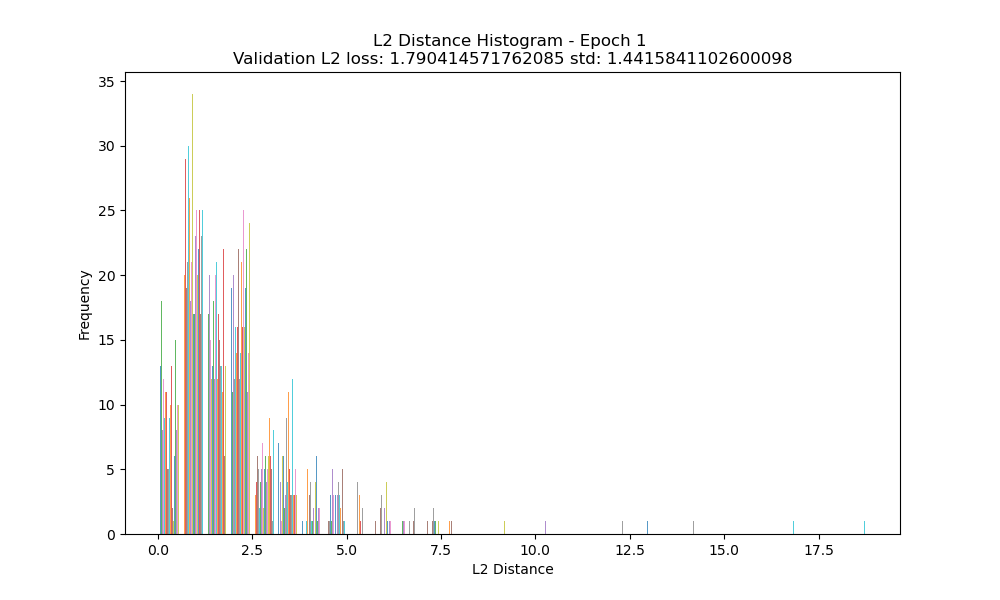 L2 Distance Histogram - Epoch 1
Validation L2 loss: 1.790414571762085 std: 1.4415841102600098
35
30
25
20
15
10
5
0
Frequency
0.0 2.5 5.0 7.5 10.0 12.5 15.0 17.5
L2 Distance